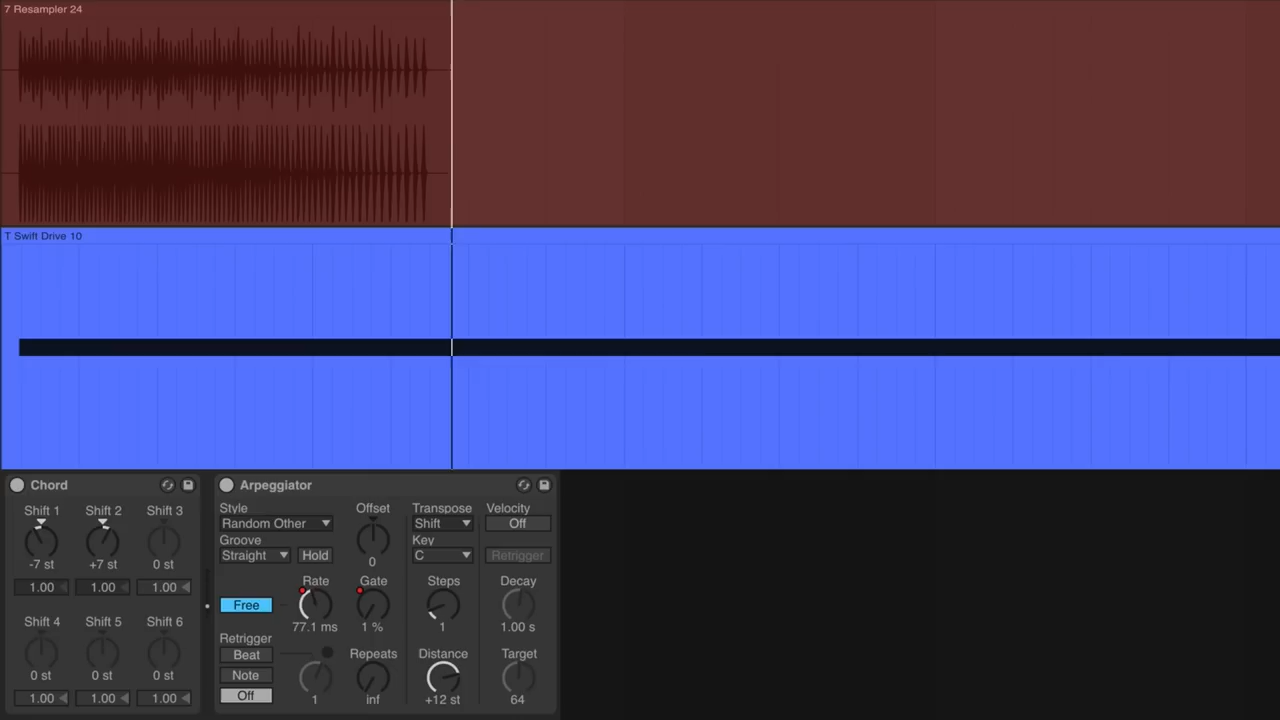 7 Resampler 24
T Swift Drive 10
Chord
Shift 1 Shift 2 Shift 3
-7 st +7 st 0 st
1.00 1.00 1.00
Shift 4 Shift 5 Shift 6
0 st 0 st 0 st
1.00 1.00 1.00
Arpeggiator
Style
Random Other
Groove
Straight Hold
Offset
0
Transpose
Shift
Key
C
Velocity
Off
Retrigger
Free
Rate
77.1 ms
Gate
1 %
Steps
1
Decay
1.00 s
Retrigger
Beat
Note
Off
1
Repeats
inf
Distance
+12 st
Target
64